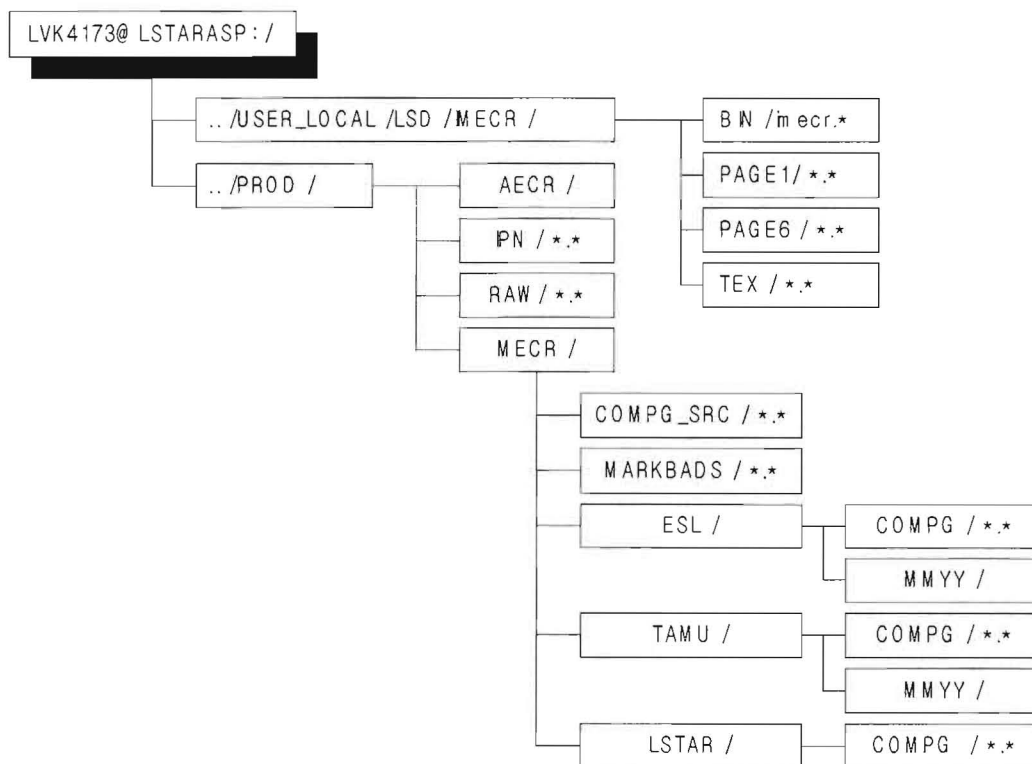 LVK4173@ LSTARASP: /
../USER_LOCAL /LSD /MECR /
BIN /mecr.*
../PROD /
AECR /
PAGE1/ *.*
IPN / *.*
PAGE6 / *.*
RAW / *.*
TEX / *.*
MECR /
COMPG_SRC / *.*
MARKBADS / *.*
ESL /
COMPG / *.*
MMYY /
TAMU /
COMPG / *.*
MMYY /
LSTAR /
COMPG / *.*